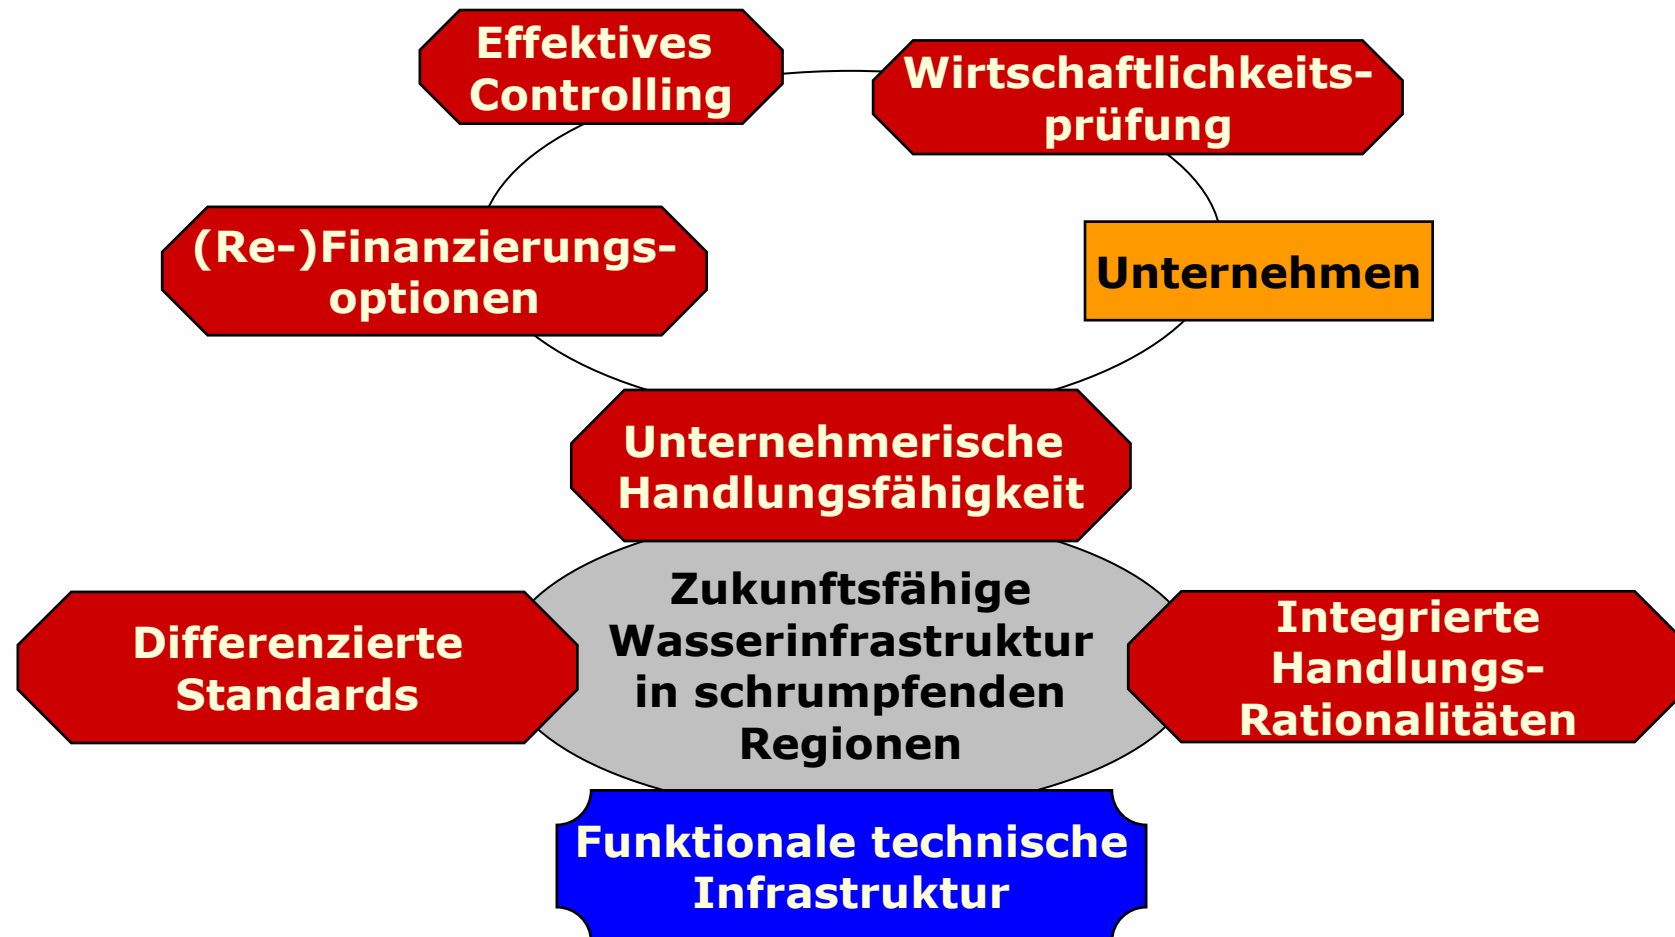 Effektives
Controlling
Wirtschaftlichkeits-
prüfung
(Re-)Finanzierungs-
optionen
Unternehmen
Unternehmerische
Handlungsfähigkeit
Zukunftsfähige
Wasserinfrastruktur
in schrumpfenden
Regionen
Differenzierte
Standards
Integrierte
Handlungs-
Rationalitäten
Funktionale technische
Infrastruktur